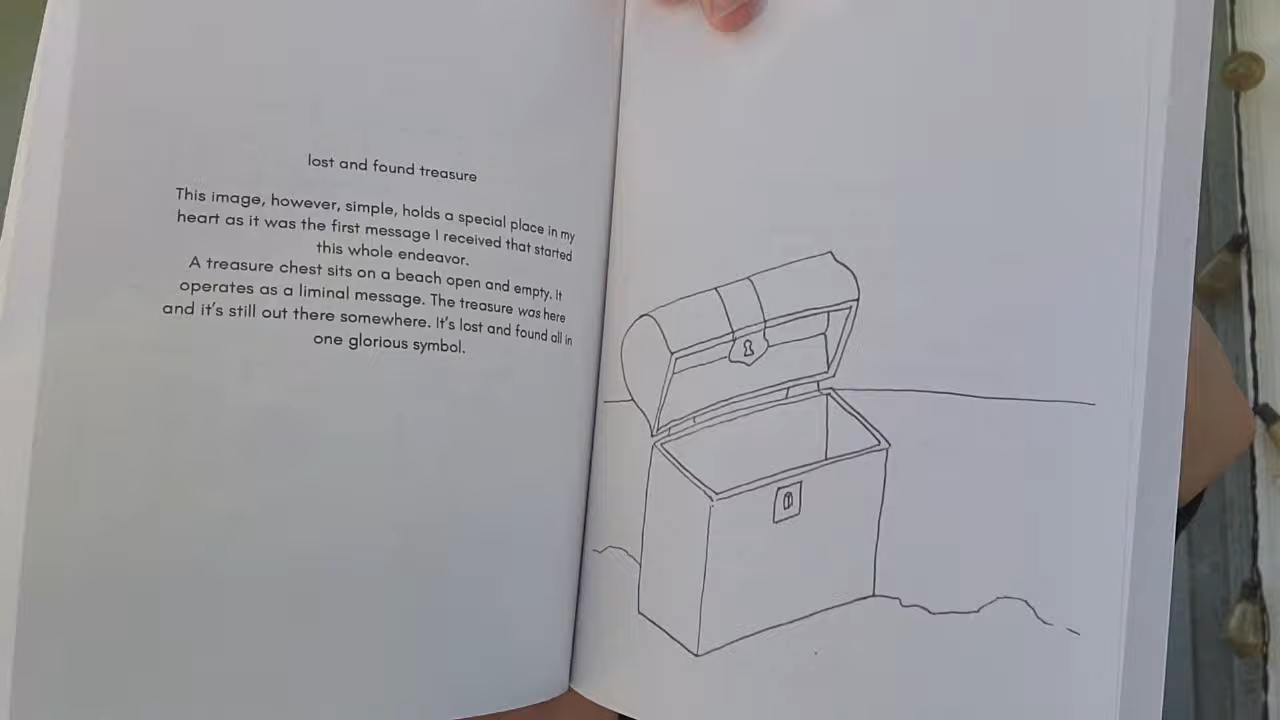 lost and found treasure
This image, however, simple, holds a special place in my
heart as it was the first message I received that started
this whole endeavor.
A treasure chest sits on a beach open and empty. It
operates as a liminal message. The treasure was here
and it's still out there somewhere. It's lost and found all in
one glorious symbol.